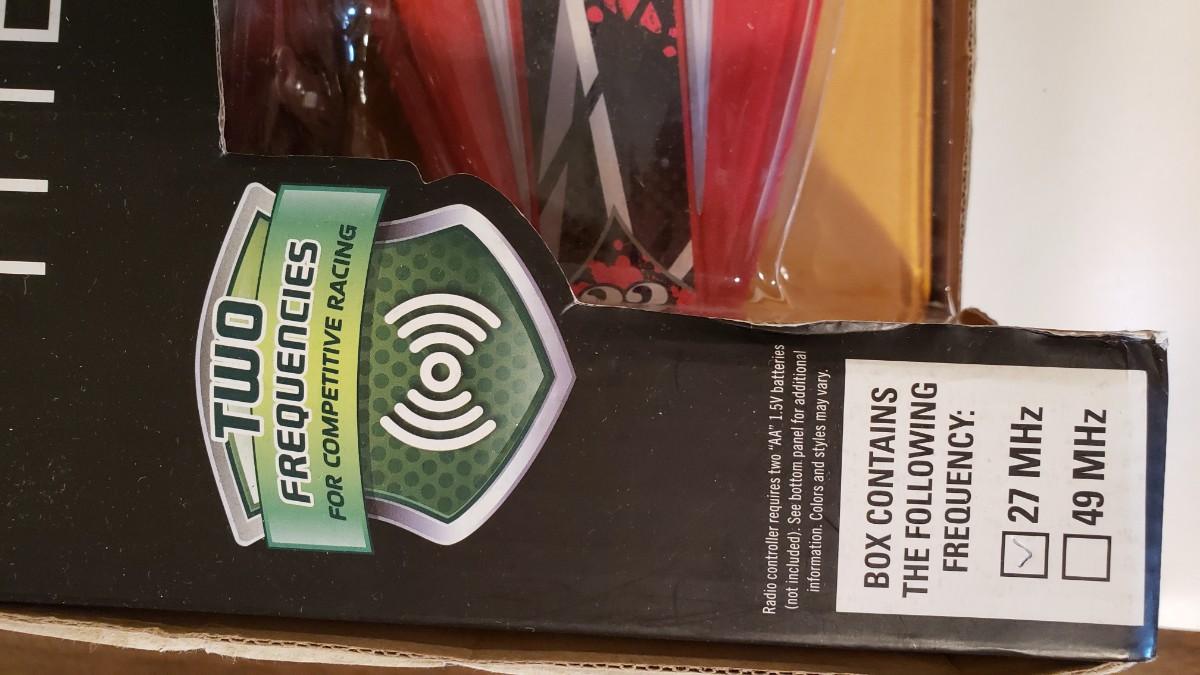 TWO
FREQUENCIES
FOR COMPETITIVE RACING
Radio controller requires two "AA" 1.5V batteries
(not included). See bottom panel for additional
information. Colors and styles may vary.
BOX CONTAINS
THE FOLLOWING
FREQUENCY:
27 MHz
49 MHz